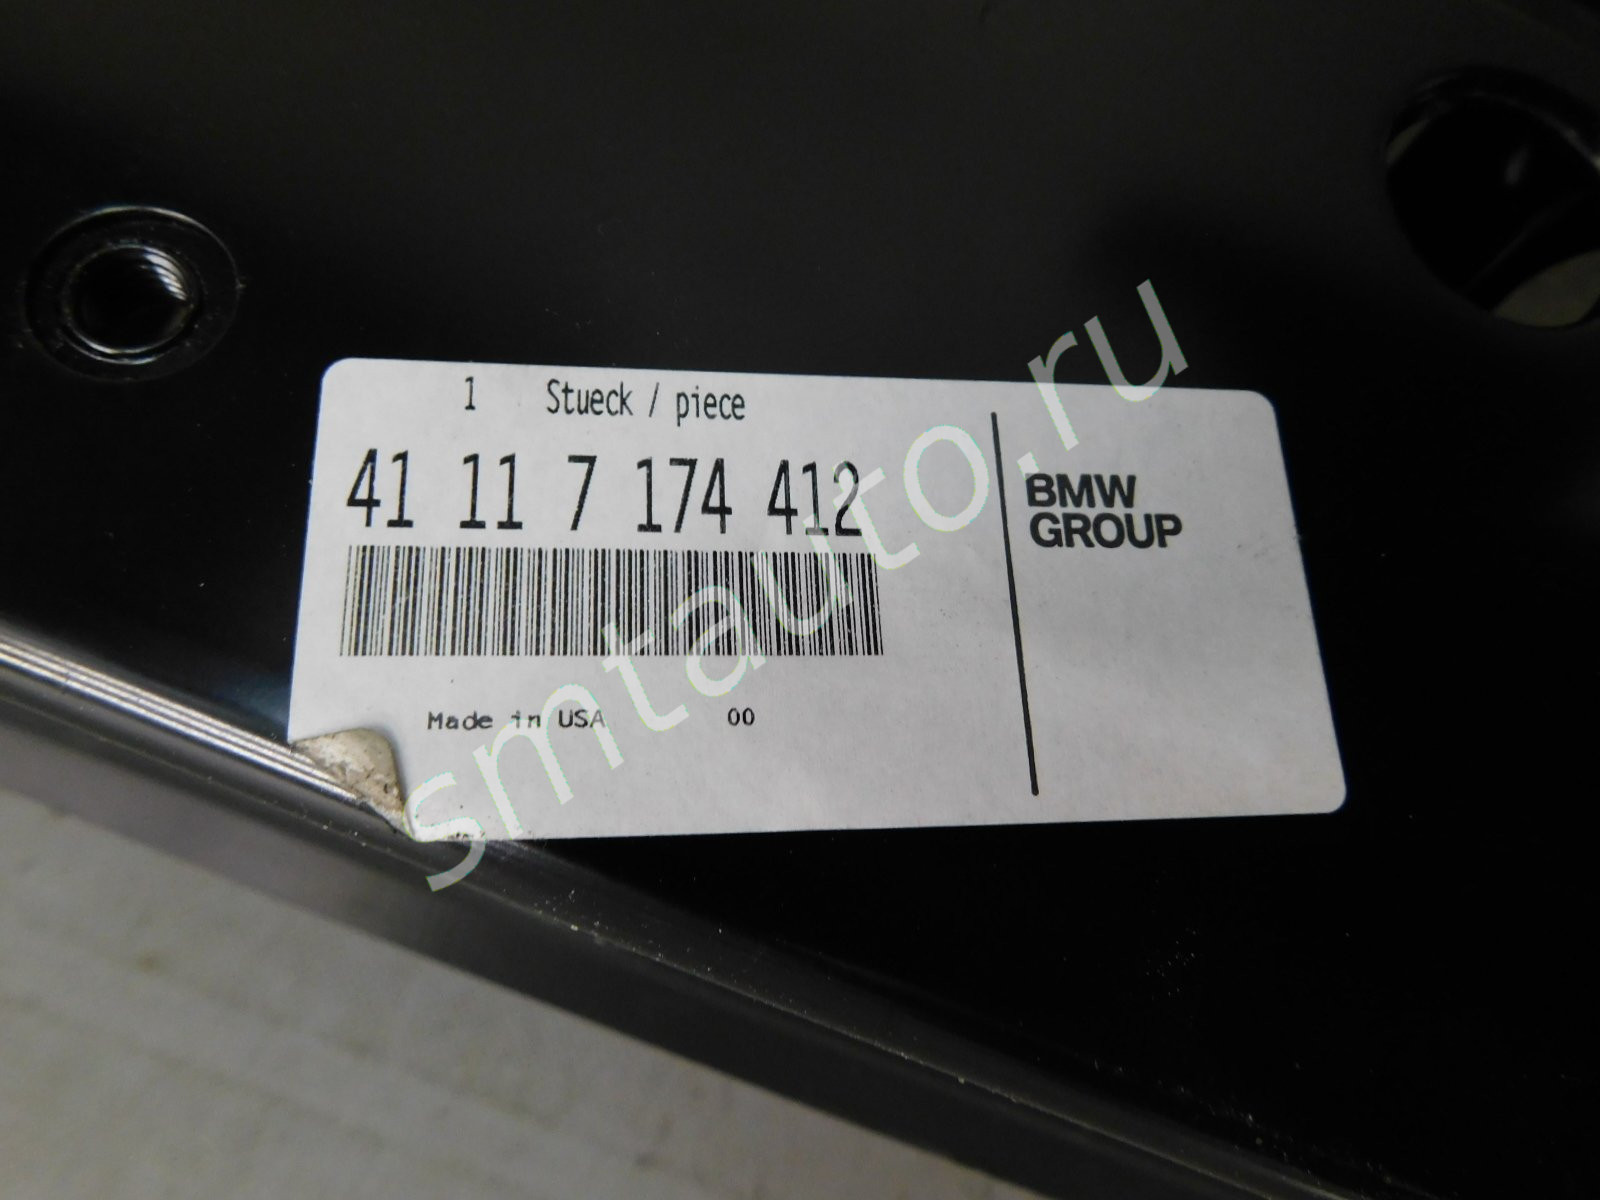 1 Stueck / piece
41 11 7 174 412
BMW
GROUP
Made in USA 00
smtauto.ru